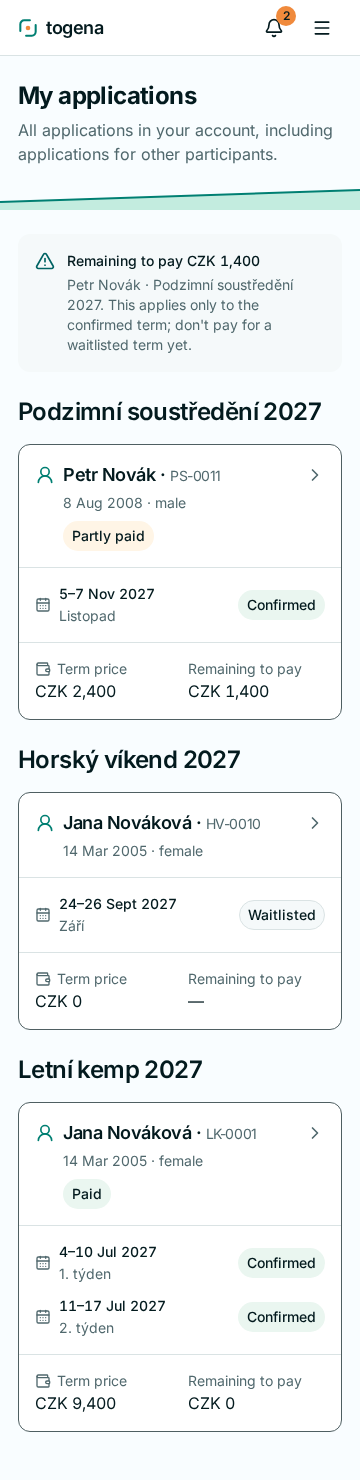 togena
2
My applications
All applications in your account, including
applications for other participants.
Remaining to pay CZK 1,400
Petr Novák · Podzimní soustředění
2027. This applies only to the
confirmed term; don't pay for a
waitlisted term yet.
Podzimní soustředění 2027
Petr Novák · PS-0011
8 Aug 2008 · male
Partly paid
5–7 Nov 2027
Listopad
Confirmed
Term price
CZK 2,400
Remaining to pay
CZK 1,400
Horský víkend 2027
Jana Nováková · HV-0010
14 Mar 2005 · female
24–26 Sept 2027
Září
Waitlisted
Term price
CZK 0
Remaining to pay
—
Letní kemp 2027
Jana Nováková · LK-0001
14 Mar 2005 · female
Paid
4–10 Jul 2027
1. týden
Confirmed
11–17 Jul 2027
2. týden
Confirmed
Term price
CZK 9,400
Remaining to pay
CZK 0